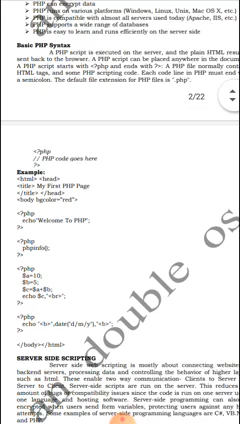 ➢ PHP can encrypt data
➢ PHP runs on various platforms (Windows, Linux, Unix, Mac OS X, etc.)
➢ PHP is compatible with almost all servers used today (Apache, IIS, etc.)
➢ PHP supports a wide range of databases
➢ PHP is easy to learn and runs efficiently on the server side
Basic PHP Syntax
A PHP script is executed on the server, and the plain HTML resu
sent back to the browser. A PHP script can be placed anywhere in the docum
A PHP script starts with <?php and ends with ?>: A PHP file normally cont
HTML tags, and some PHP scripting code. Each code line in PHP must end
a semicolon. The default file extension for PHP files is ".php".
2/22
<?php
// PHP code goes here
?>
Example:
<html> <head>
<title> My First PHP Page
</title> </head>
<body bgcolor="red">
<?php
echo"Welcome To PHP";
?>
<?php
phpinfo();
?>
<?php
$a=10;
$b=5;
$c=$a+$b;
echo $c,"<br>";
?>
<?php
echo "<b>",date('d/m/y'),"<b>";
?>
</body></html>
SERVER SIDE SCRIPTING
Server side web scripting is mostly about connecting website
backend servers, processing data and controlling the behavior of higher la
such as html. These enable two way communication- Clients to Server
Server to Client. Server-side scripts are run on the server. This reduces
amount of bugs or compatibility issues since the code is run on one server u
one language and hosting software. Server-side programming can also
encrypted when users send form variables, protecting users against any h
attempts. Some examples of server-side programming languages are C#, VB.N
and PHP
double os